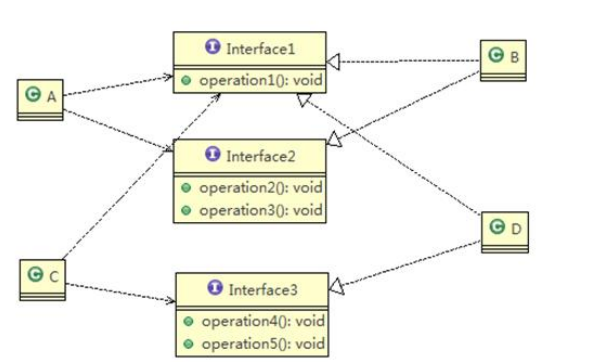 I Interface1
operation1(): void
C B
C A
I Interface2
operation2(): void
operation3(): void
C D
C C
I Interface3
operation4(): void
operation5(): void